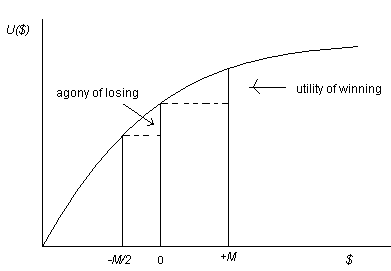 U($)
agony of losing
utility of winning
-M/2
0
+M
$